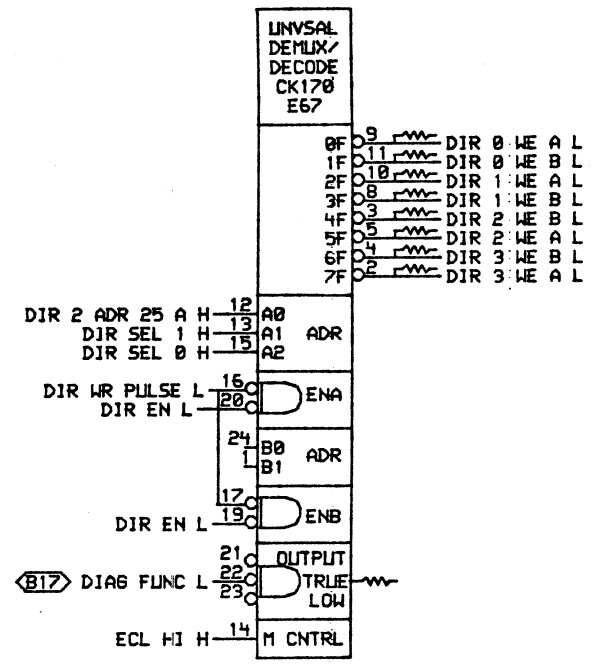 UNVSAL
DEMUX/
DECODE
CK170
E67
0F 9 DIR 0 WE A L
1F 11 DIR 0 WE B L
2F 10 DIR 1 WE A L
3F 8 DIR 1 WE B L
4F 3 DIR 2 WE B L
5F 5 DIR 2 WE A L
6F 4 DIR 3 WE B L
7F 2 DIR 3 WE A L
DIR 2 ADR 25 A H 12 A0
DIR SEL 1 H 13 A1 ADR
DIR SEL 0 H 15 A2
DIR WR PULSE L 16 ENA
DIR EN L 20
24 B0 ADR
1 B1
17 ENB
DIR EN L 19
21 OUTPUT
B17 DIAG FUNC L 22 TRUE
23 LOW
ECL HI H 14 M CNTRL